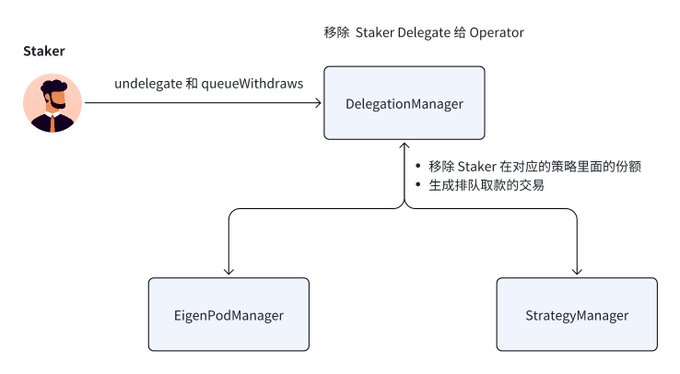 移除 Staker Delegate 给 Operator
Staker
undelegate 和 queueWithdraws
DelegationManager
• 移除 Staker 在对应的策略里面的份额
• 生成排队取款的交易
EigenPodManager
StrategyManager